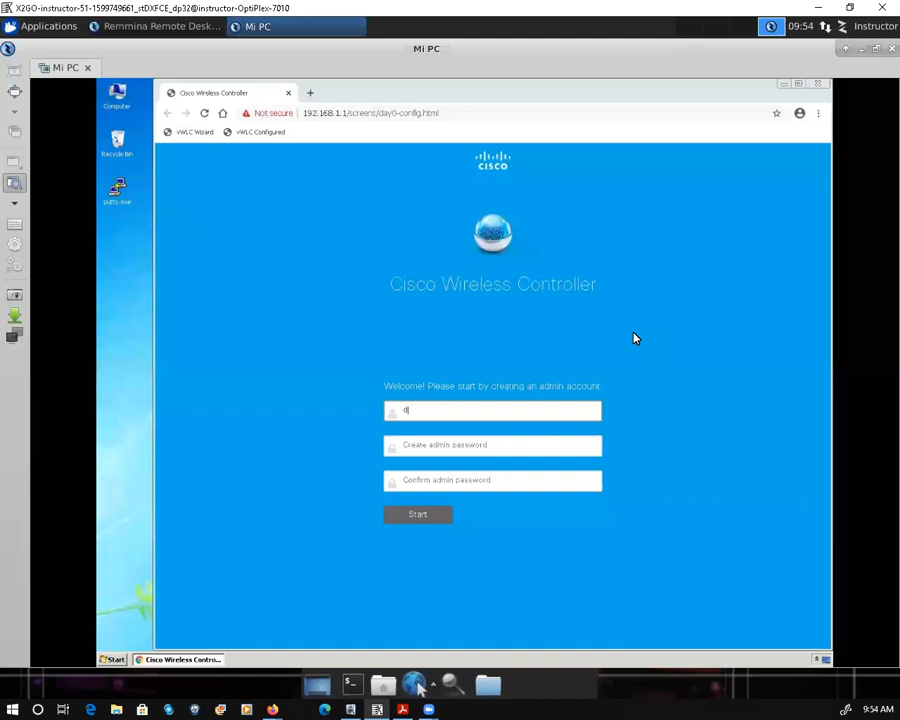 X2GO-instructor-51-1599749661_stDXFCE_dp32@instructor-OptiPlex-7010
Applications
Remmina Remote Desk...
Mi PC
09:54
Instructor
Mi PC
Mi PC
Computer
Recycle Bin
putty.exe
Cisco Wireless Controller
Not secure
192.168.1.1/screens/day0-config.html
vWLC Wizard
vWLC Configured
CISCO
Cisco Wireless Controller
Welcome! Please start by creating an admin account.
d
Create admin password
Confirm admin password
Start
Start
Cisco Wireless Contro...
9:54 AM